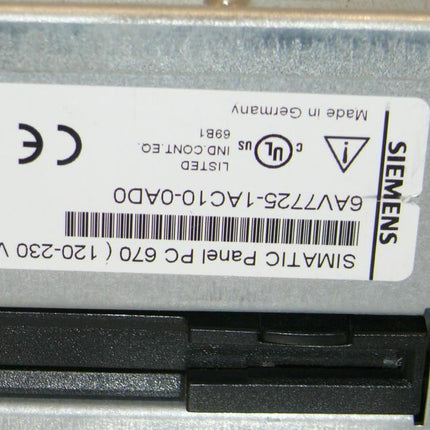 SIEMENS
SIMATIC Panel PC 670 ( 120-230 V
6AV7725-1AC10-0AD0
LISTED
IND.CONT.EQ.
69B1
C UL US
CE
Made in Germany